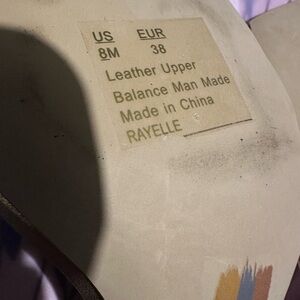 US EUR
8M 38
Leather Upper
Balance Man Made
Made in China
RAYELLE